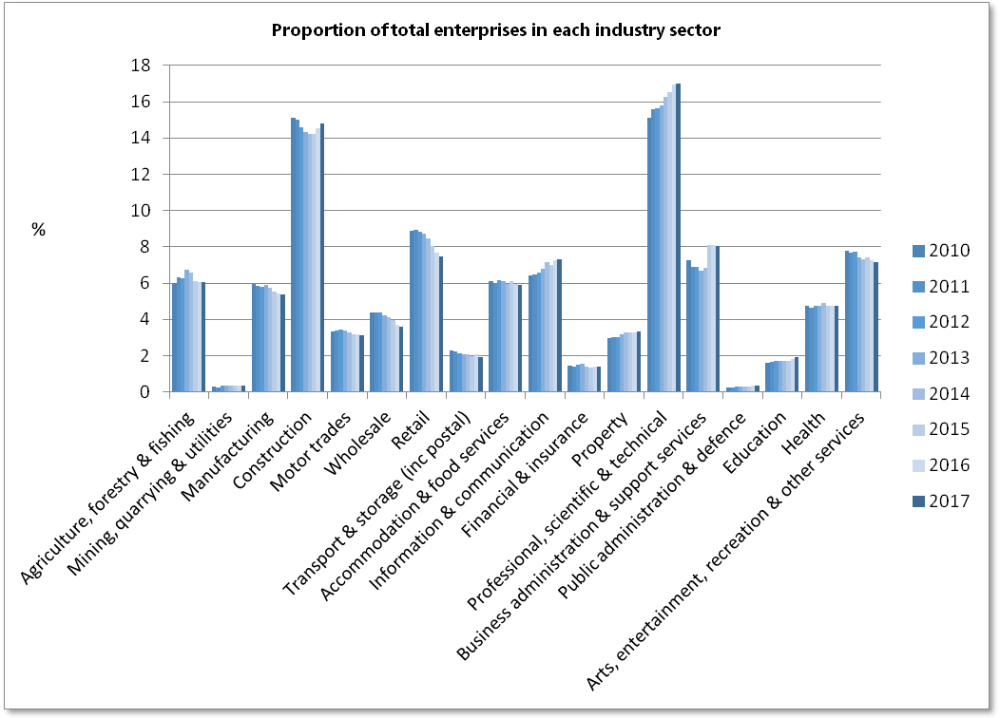 Proportion of total enterprises in each industry sector
%
18
16
14
12
10
8
6
4
2
0
Agriculture, forestry & fishing
Mining, quarrying & utilities
Manufacturing
Construction
Motor trades
Wholesale
Retail
Transport & storage (inc postal)
Accommodation & food services
Information & communication
Financial & insurance
Property
Professional, scientific & technical
Business administration & support services
Public administration & defence
Education
Health
Arts, entertainment, recreation & other services
2010
2011
2012
2013
2014
2015
2016
2017